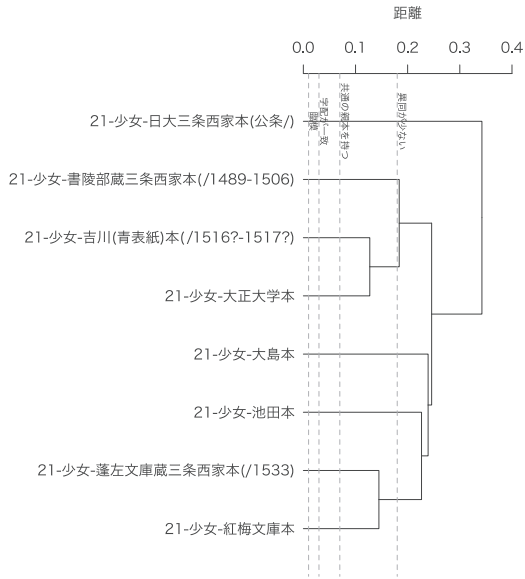 距離
0.0 0.1 0.2 0.3 0.4
臨模
字配が一致
共通の親本を持つ
異同が少ない
21-少女-日大三条西家本(公条/)
21-少女-書陵部蔵三条西家本(/1489-1506)
21-少女-吉川(青表紙)本(/1516?-1517?)
21-少女-大正大学本
21-少女-大島本
21-少女-池田本
21-少女-蓬左文庫蔵三条西家本(/1533)
21-少女-紅梅文庫本